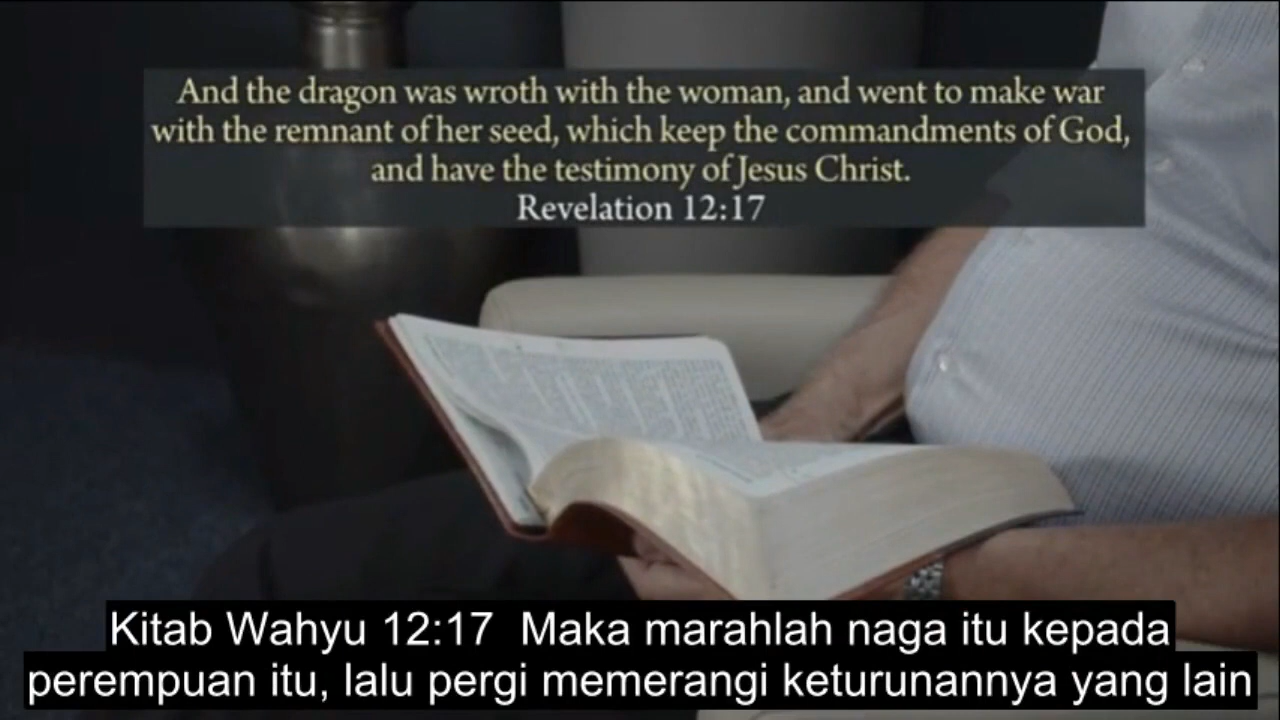 And the dragon was wroth with the woman, and went to make war
with the remnant of her seed, which keep the commandments of God,
and have the testimony of Jesus Christ.
Revelation 12:17
Kitab Wahyu 12:17  Maka marahlah naga itu kepada
perempuan itu, lalu pergi memerangi keturunannya yang lain